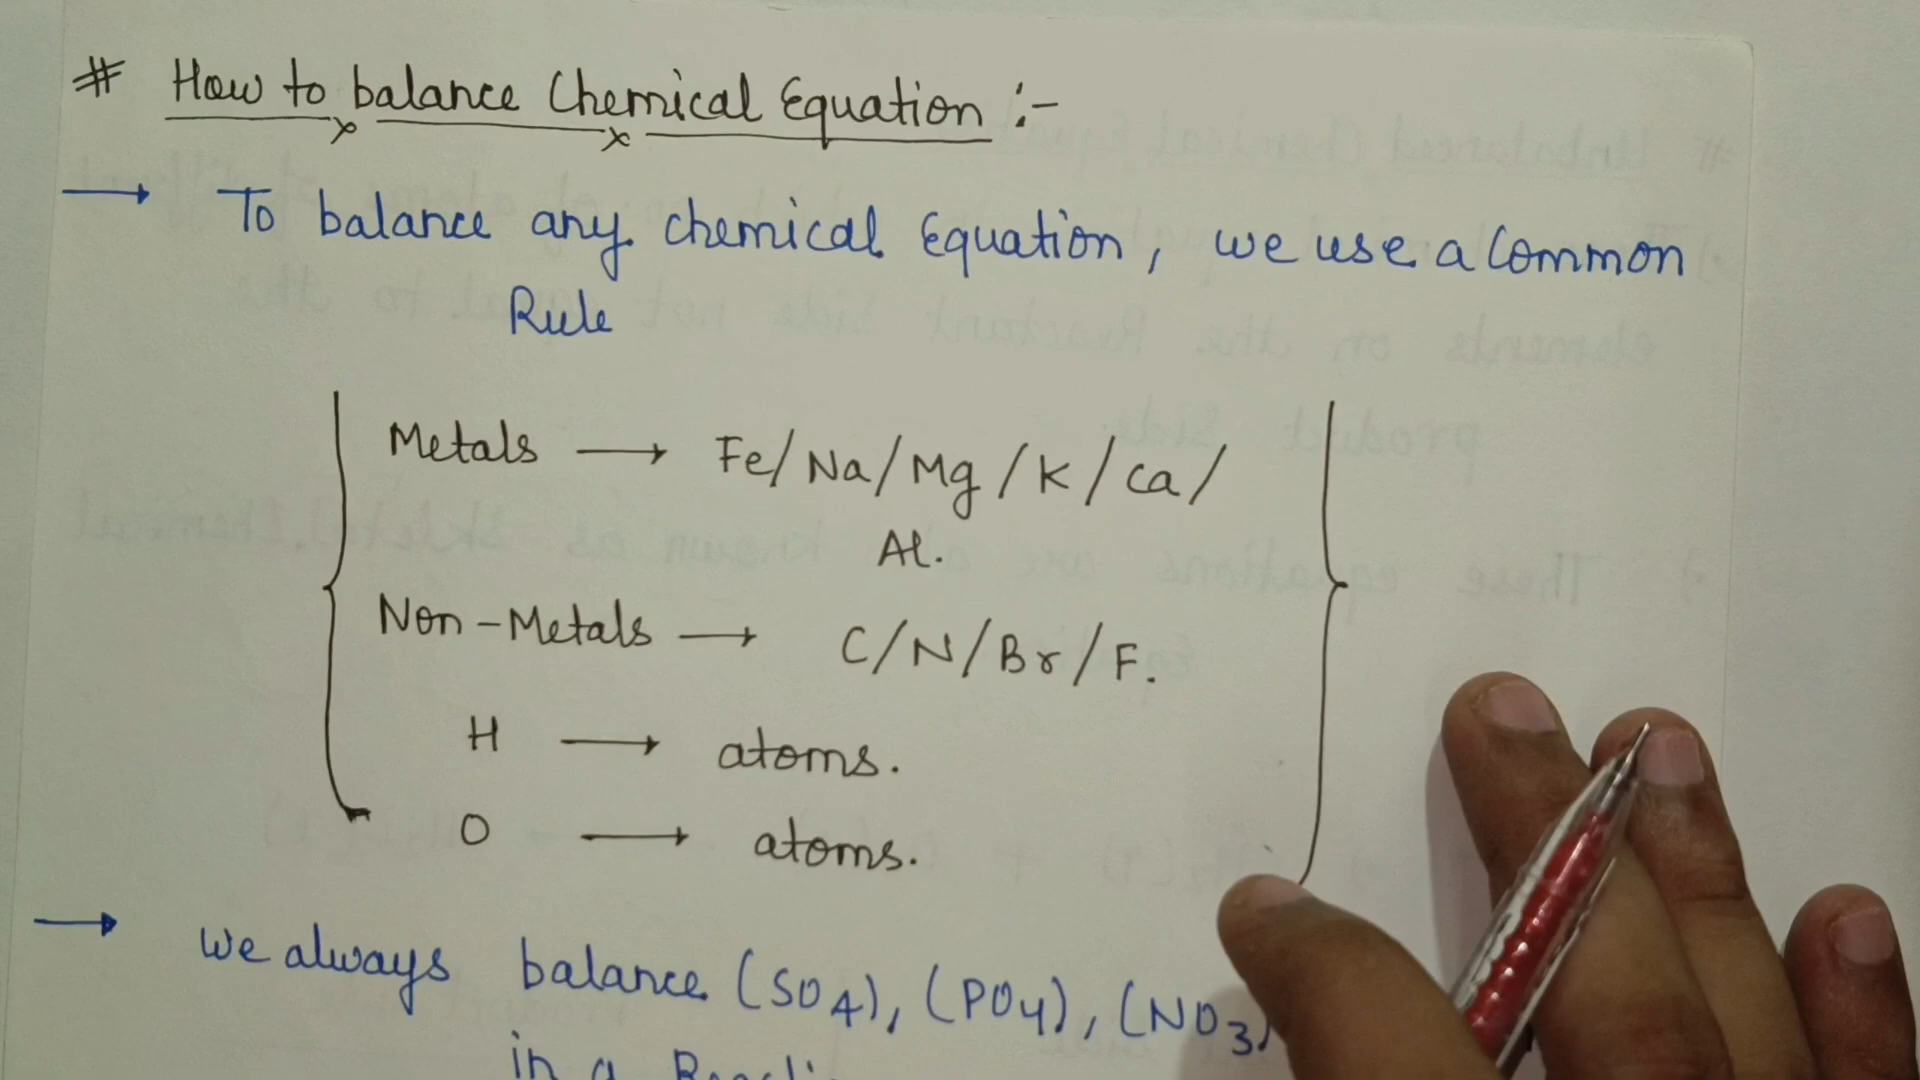 # How to balance Chemical Equation :-
→ To balance any chemical Equation, we use a Common
Rule
Metals → Fe/Na/Mg/K/Ca/
Al.
Non-Metals → C/N/Br/F.
H → atoms.
O → atoms.
→ we always balance (SO4), (PO4), (NO3)
in a